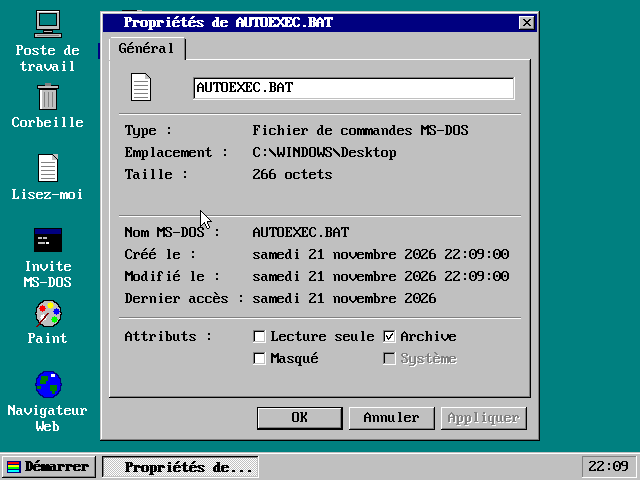 Poste de
travail
Corbeille
Lisez-moi
Invite
MS-DOS
Paint
Navigateur
Web
Propriétés de AUTOEXEC.BAT
Général
AUTOEXEC.BAT
Type : Fichier de commandes MS-DOS
Emplacement : C:\WINDOWS\Desktop
Taille : 266 octets
Nom MS-DOS : AUTOEXEC.BAT
Créé le : samedi 21 novembre 2026 22:09:00
Modifié le : samedi 21 novembre 2026 22:09:00
Dernier accès : samedi 21 novembre 2026
Attributs : Lecture seule Archive
Masqué Système
OK Annuler Appliquer
Démarrer Propriétés de... 22:09